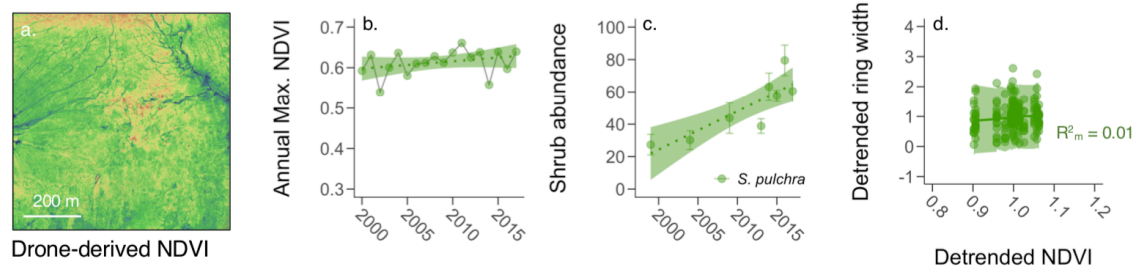 a.
200 m
Drone-derived NDVI
b.
Annual Max. NDVI
0.7
0.6
0.5
0.4
0.3
2000
2005
2010
2015
c.
Shrub abundance
100
80
60
40
20
0
S. pulchra
2000
2005
2010
2015
d.
Detrended ring width
4
3
2
1
0
-1
R²m = 0.01
0.8
0.9
1.0
1.1
1.2
Detrended NDVI